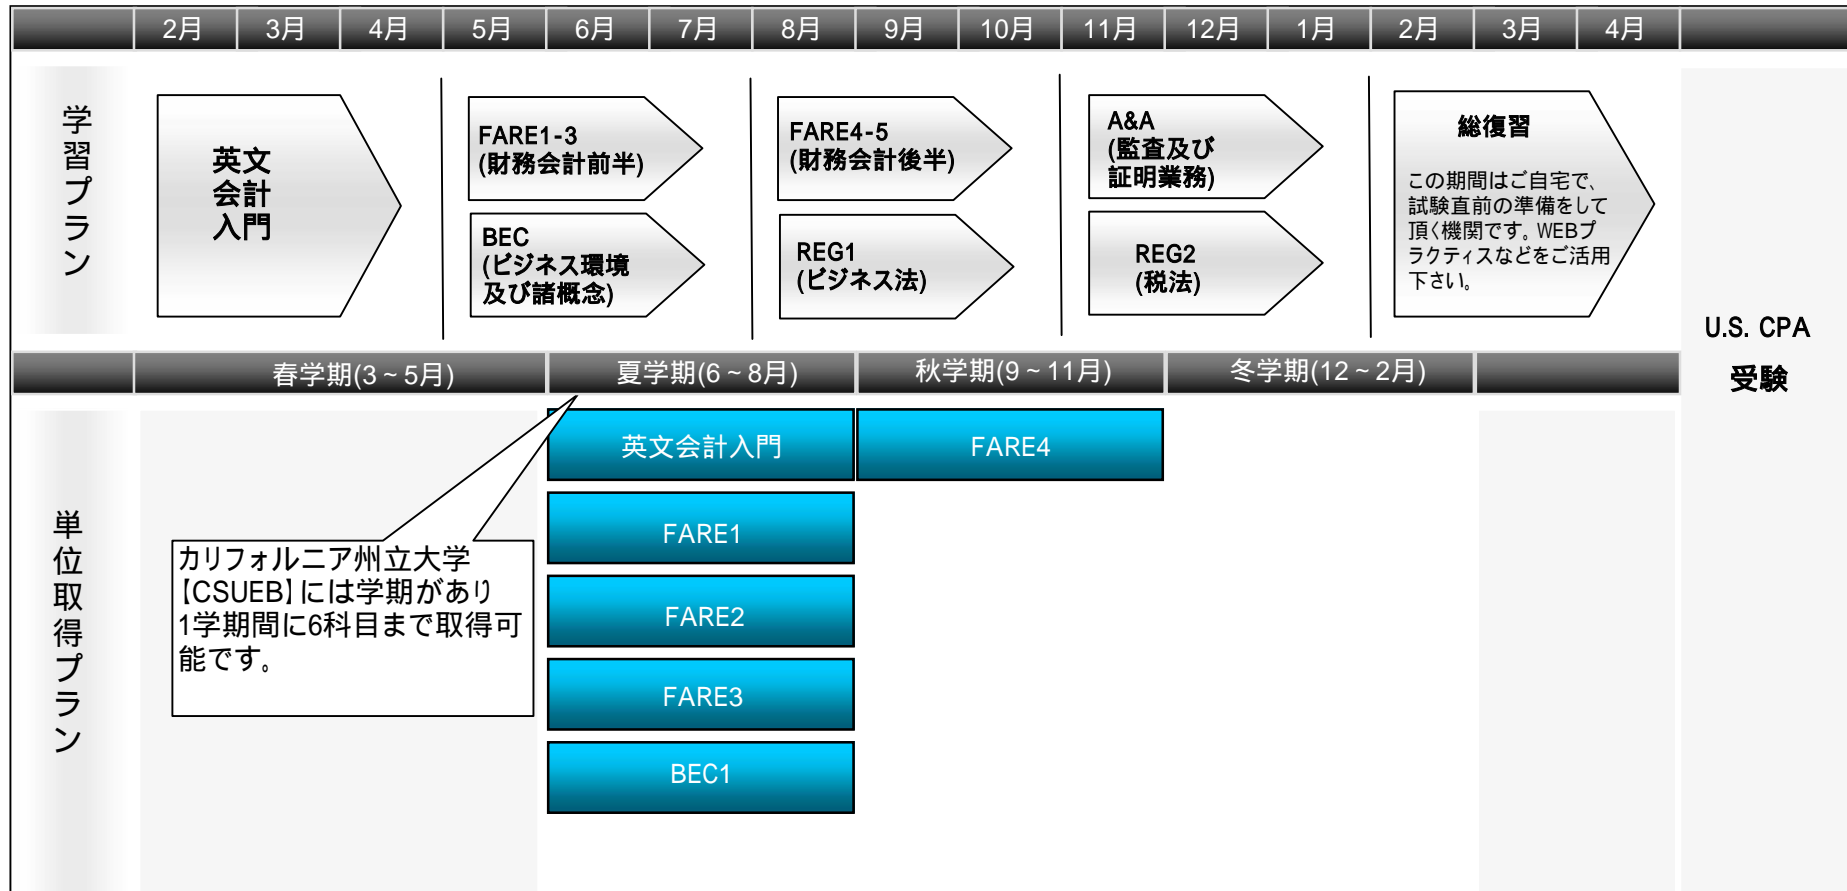 2月 3月 4月 5月 6月 7月 8月 9月 10月 11月 12月 1月 2月 3月 4月
学習プラン
英文
会計
入門
FARE1-3
(財務会計前半)
BEC
(ビジネス環境
及び諸概念)
FARE4-5
(財務会計後半)
REG1
(ビジネス法)
A&A
(監査及び
証明業務)
REG2
(税法)
総復習
この期間はご自宅で、
試験直前の準備をして
頂く機関です。WEBプ
ラクティスなどをご活用
下さい。
U.S. CPA
受験
春学期(3~5月) 夏学期(6~8月) 秋学期(9~11月) 冬学期(12~2月)
単位取得プラン
カリフォルニア州立大学
【CSUEB】には学期があり
1学期間に6科目まで取得可
能です。
英文会計入門 FARE4
FARE1
FARE2
FARE3
BEC1